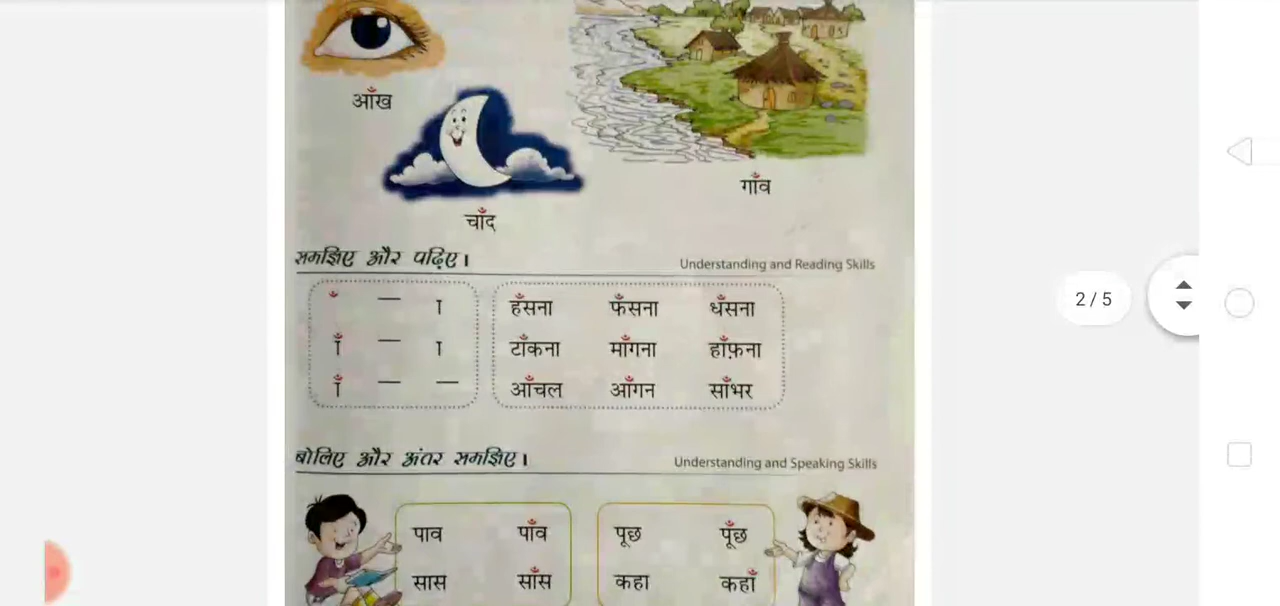 आँख
गाँव
चाँद
समझिए और पढ़िए। Understanding and Reading Skills
ँ — ा हँसना फँसना धँसना
ाँ — ा टाँकना माँगना हाँफ़ना
ाँ — — आँचल आँगन साँभर
बोलिए और अंतर समझिए। Understanding and Speaking Skills
पाव पाँव पूछ पूँछ
सास साँस कहा कहाँ
2 / 5